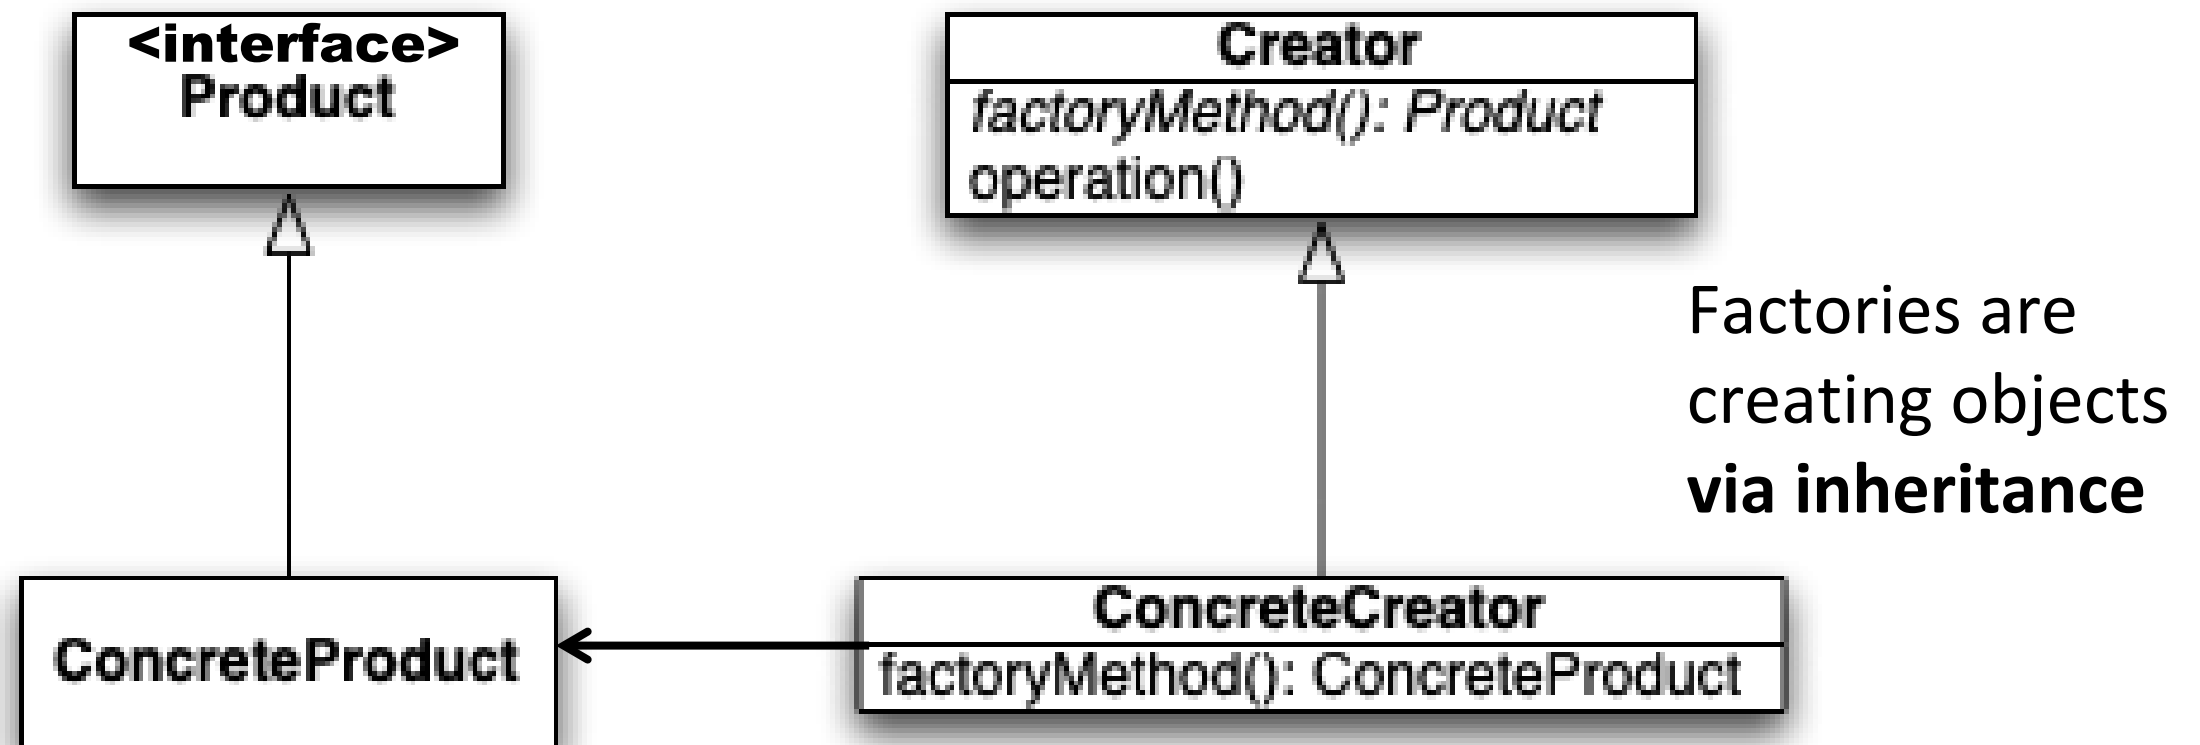 <interface>
Product
Creator
factoryMethod(): Product
operation()
Factories are
creating objects
via inheritance
ConcreteProduct
ConcreteCreator
factoryMethod(): ConcreteProduct